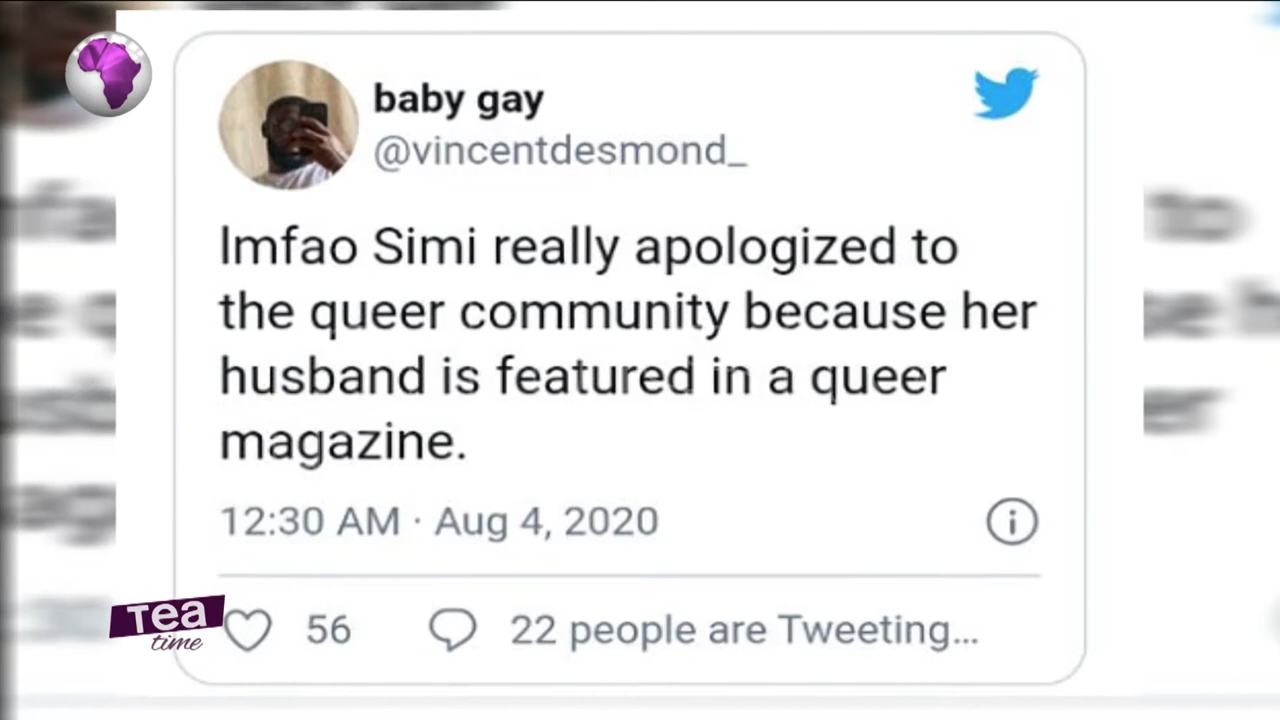 baby gay
@vincentdesmond_
lmfao Simi really apologized to
the queer community because her
husband is featured in a queer
magazine.
12:30 AM · Aug 4, 2020
56
22 people are Tweeting...
Tea
time